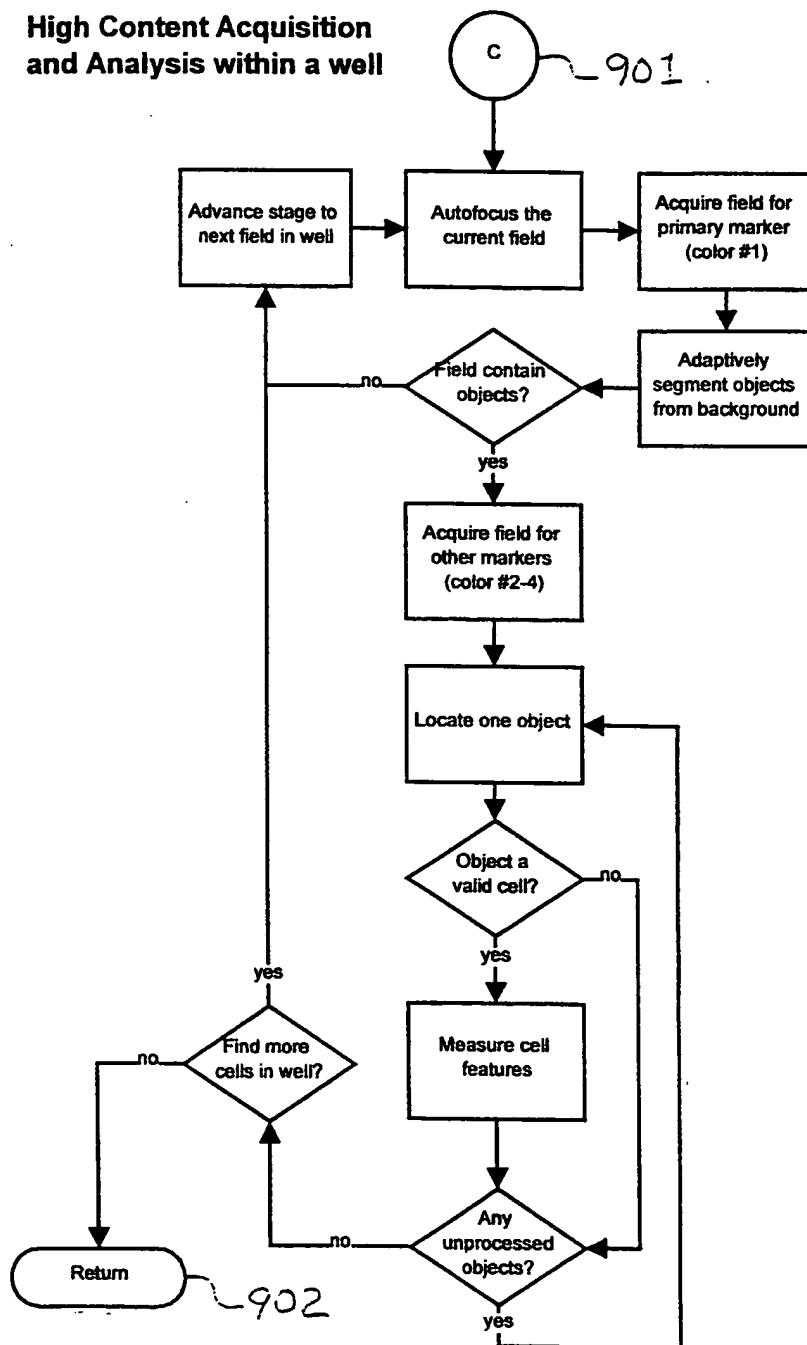 High Content Acquisition
and Analysis within a well
C
901
Advance stage to
next field in well
Autofocus the
current field
Acquire field for
primary marker
(color #1)
Adaptively
segment objects
from background
Field contain
objects?
no
yes
Acquire field for
other markers
(color #2-4)
Locate one object
Object a
valid cell?
no
yes
Measure cell
features
yes
Find more
cells in well?
no
Any
unprocessed
objects?
no
yes
Return
902